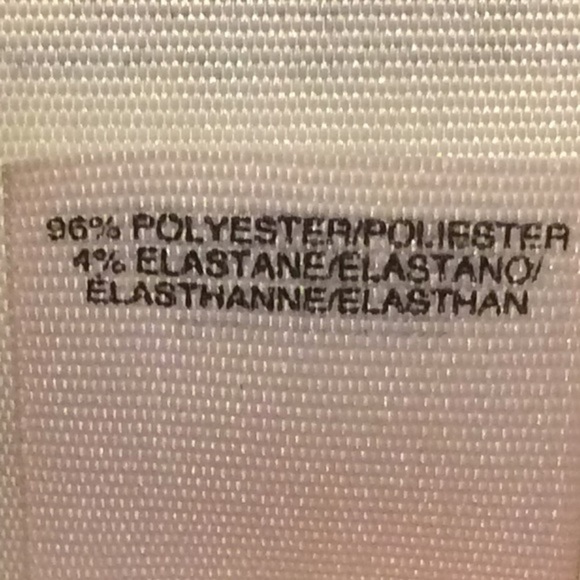 96% POLYESTER/POLIESTER
4% ELASTANE/ELASTANO/
ÉLASTHANNE/ELASTHAN